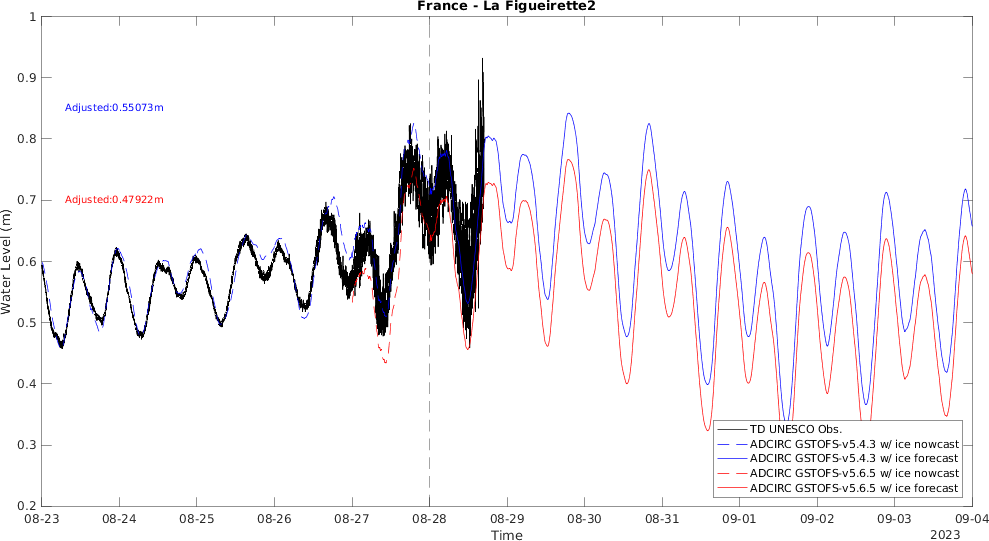 France - La Figueirette2
1
0.9
0.8
0.7
0.6
0.5
0.4
0.3
0.2
Water Level (m)
Adjusted:0.55073m
Adjusted:0.47922m
TD UNESCO Obs.
ADCIRC GSTOFS-v5.4.3 w/ ice nowcast
ADCIRC GSTOFS-v5.4.3 w/ ice forecast
ADCIRC GSTOFS-v5.6.5 w/ ice nowcast
ADCIRC GSTOFS-v5.6.5 w/ ice forecast
08-23 08-24 08-25 08-26 08-27 08-28 08-29 08-30 08-31 09-01 09-02 09-03 09-04
Time
2023